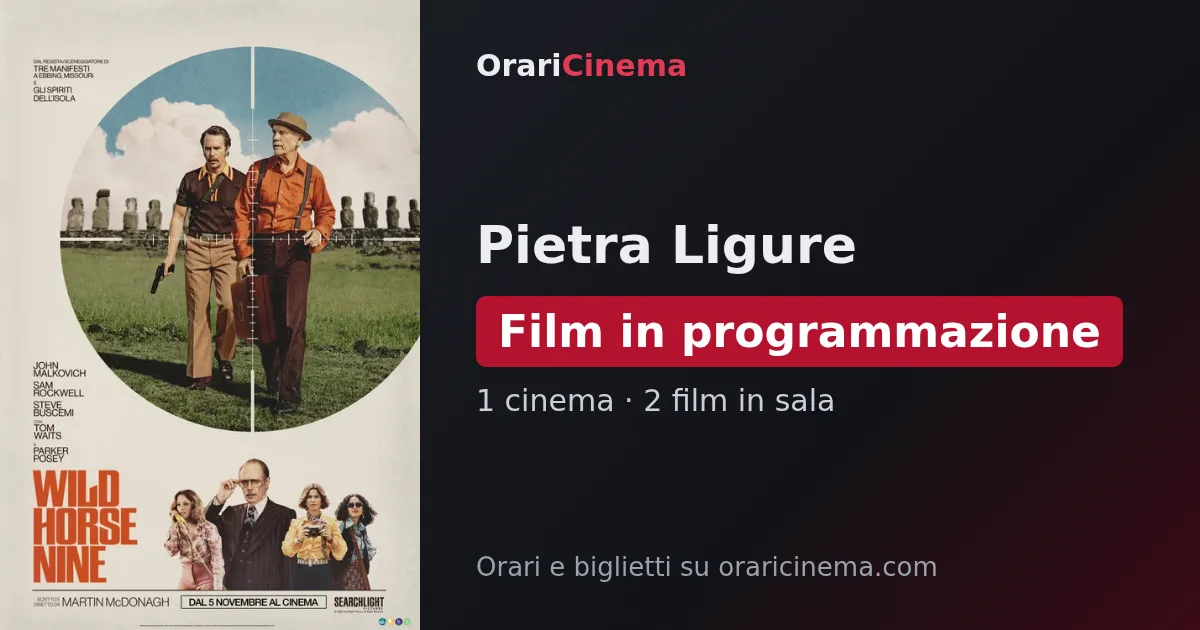 DAL REGISTA/SCENEGGIATORE DI
TRE MANIFESTI
A EBBING, MISSOURI
E
GLI SPIRITI
DELL'ISOLA
JOHN
MALKOVICH
SAM
ROCKWELL
STEVE
BUSCEMI
CON
TOM
WAITS
E
PARKER
POSEY
WILD
HORSE
NINE
SCRITTO E
DIRETTO DA
MARTIN McDONAGH
DAL 5 NOVEMBRE AL CINEMA
SEARCHLIGHT
PICTURES
OrariCinema
Pietra Ligure
Film in programmazione
1 cinema · 2 film in sala
Orari e biglietti su oraricinema.com